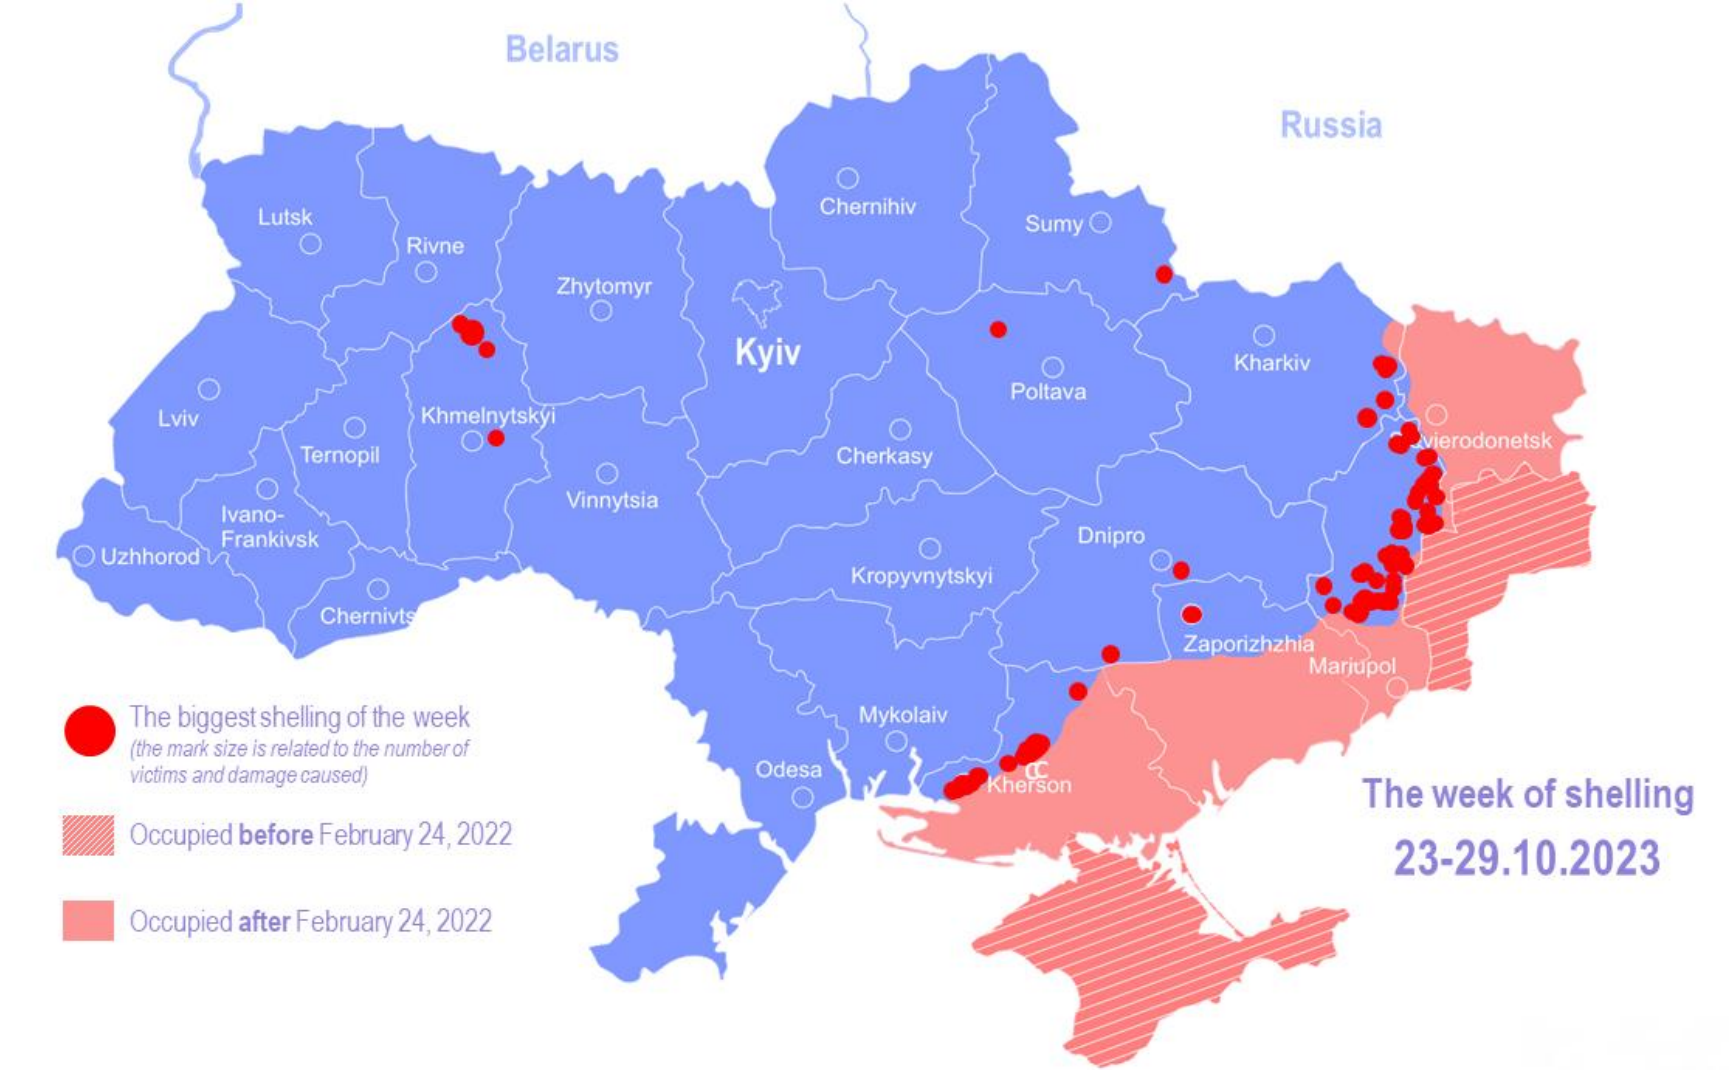 Belarus
Russia
Chernihiv
Lutsk
Sumy
Rivne
Zhytomyr
Kyiv
Kharkiv
Poltava
Lviv
Khmelnytskyi
vierodonetsk
Ternopil
Cherkasy
Vinnytsia
Ivano-
Frankivsk
Dnipro
Uzhhorod
Kropyvnytskyi
Chernivts
Zaporizhzhia
Mariupol
Mykolaiv
Odesa
Kherson
The biggest shelling of the week
(the mark size is related to the number of
victims and damage caused)
Occupied before February 24, 2022
Occupied after February 24, 2022
The week of shelling
23-29.10.2023